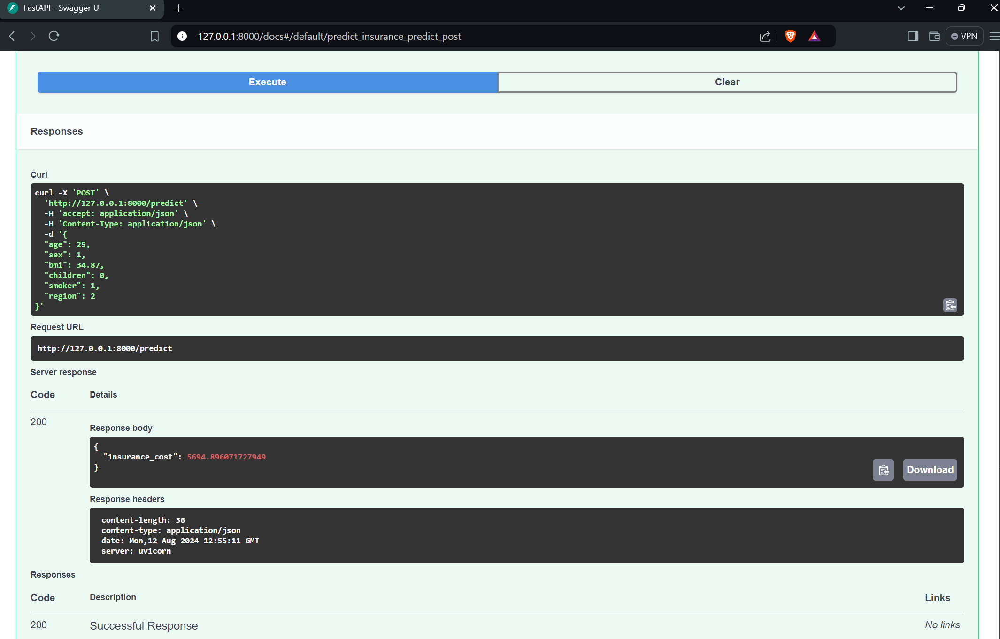 FastAPI - Swagger UI
127.0.0.1:8000/docs#/default/predict_insurance_predict_post
VPN
Execute
Clear
Responses
Curl
curl -X 'POST' \
  'http://127.0.0.1:8000/predict' \
  -H 'accept: application/json' \
  -H 'Content-Type: application/json' \
  -d '{
  "age": 25,
  "sex": 1,
  "bmi": 34.87,
  "children": 0,
  "smoker": 1,
  "region": 2
}'
Request URL
http://127.0.0.1:8000/predict
Server response
Code Details
200
Response body
{
  "insurance_cost": 5694.896071727949
}
Download
Response headers
content-length: 36
content-type: application/json
date: Mon,12 Aug 2024 12:55:11 GMT
server: uvicorn
Responses
Code Description Links
200 Successful Response No links